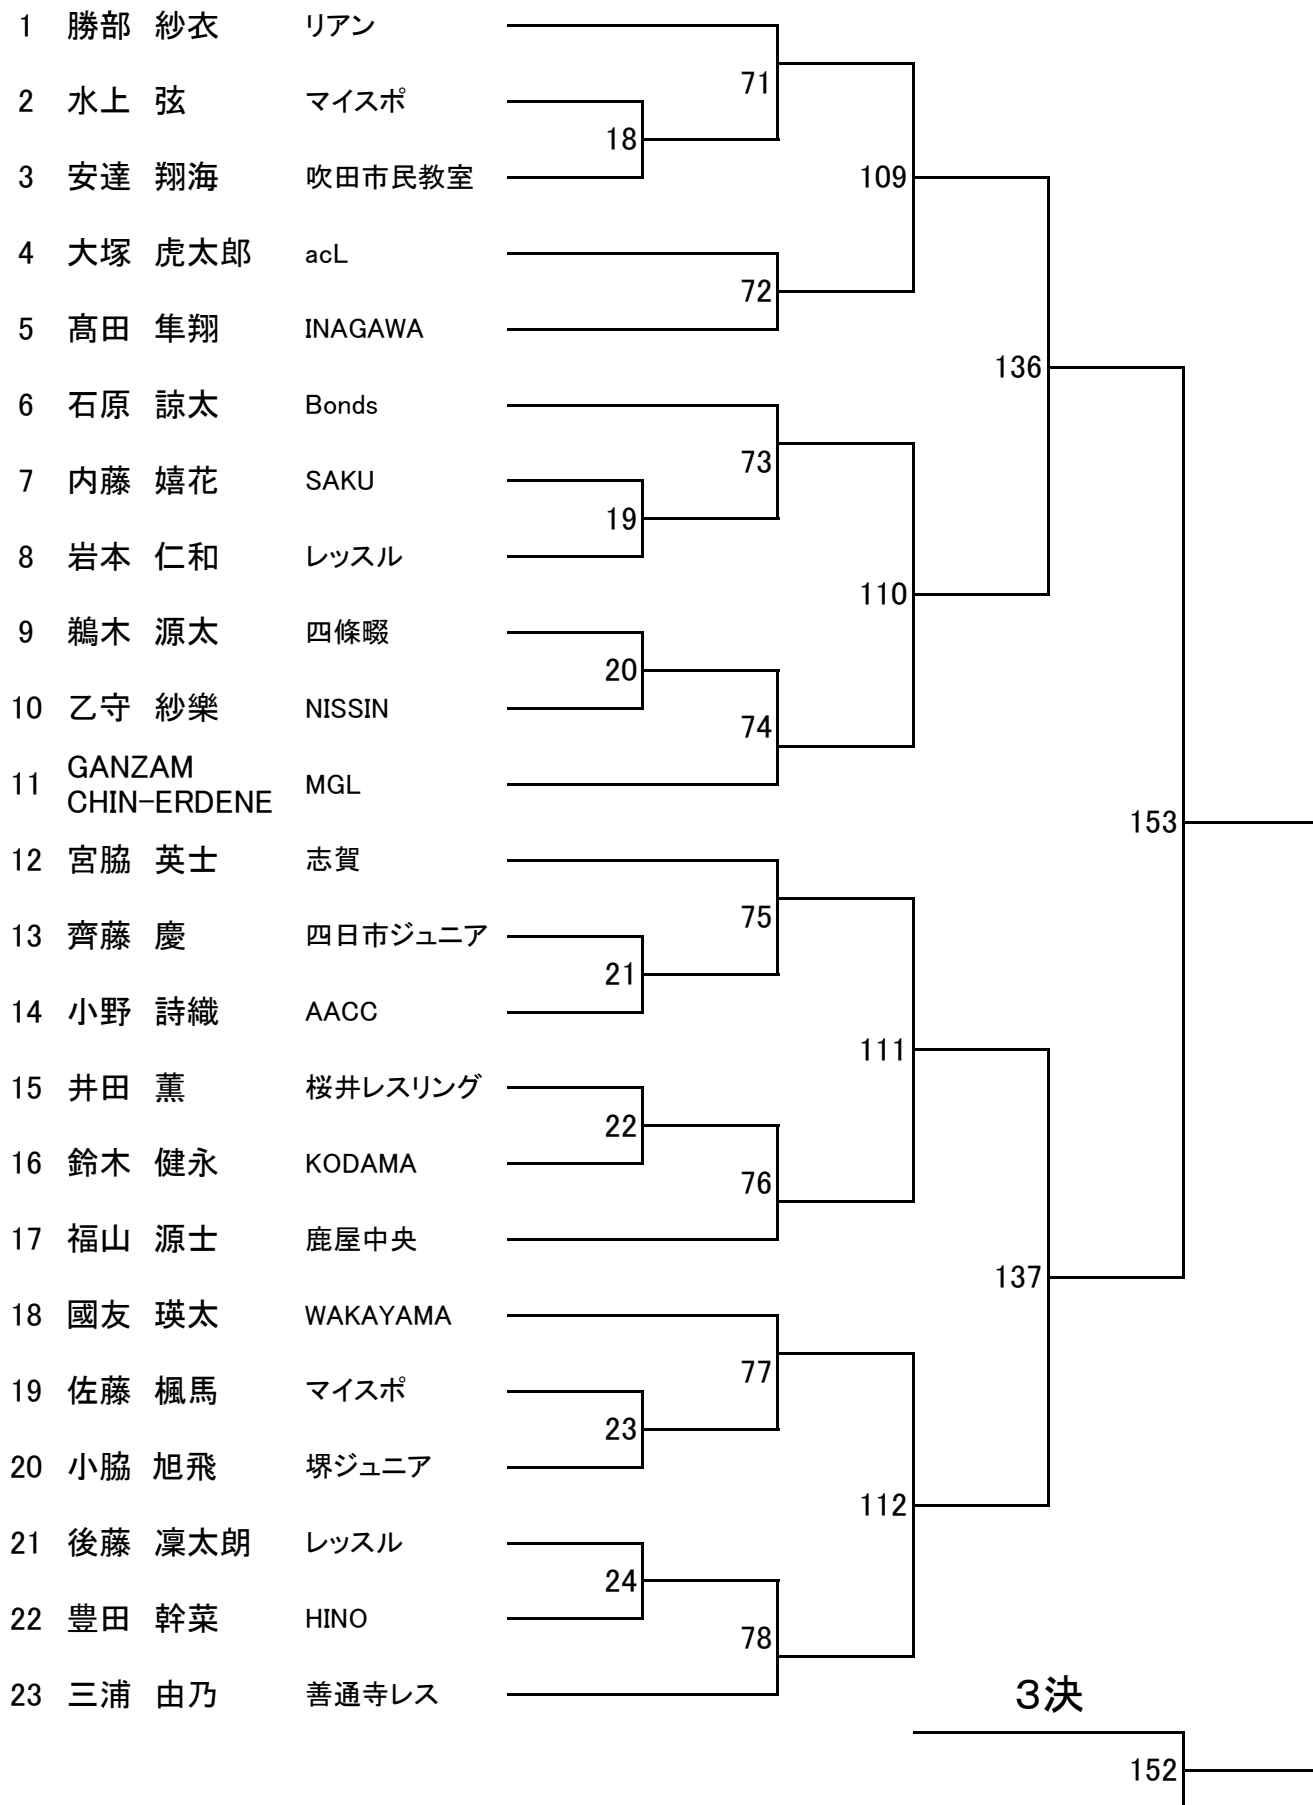 1 勝部 紗衣 リアン
71
2 水上 弦 マイスポ
18
3 安達 翔海 吹田市民教室
109
4 大塚 虎太郎 acL
72
5 髙田 隼翔 INAGAWA
136
6 石原 諒太 Bonds
73
7 内藤 嬉花 SAKU
19
8 岩本 仁和 レッスル
110
9 鵜木 源太 四條畷
20
10 乙守 紗樂 NISSIN
74
11 GANZAM
CHIN-ERDENE MGL
153
12 宮脇 英士 志賀
75
13 齊藤 慶 四日市ジュニア
21
14 小野 詩織 AACC
111
15 井田 薫 桜井レスリング
22
16 鈴木 健永 KODAMA
76
17 福山 源士 鹿屋中央
137
18 國友 瑛太 WAKAYAMA
77
19 佐藤 楓馬 マイスポ
23
20 小脇 旭飛 堺ジュニア
112
21 後藤 凜太朗 レッスル
24
22 豊田 幹菜 HINO
78
23 三浦 由乃 善通寺レス
３決
152